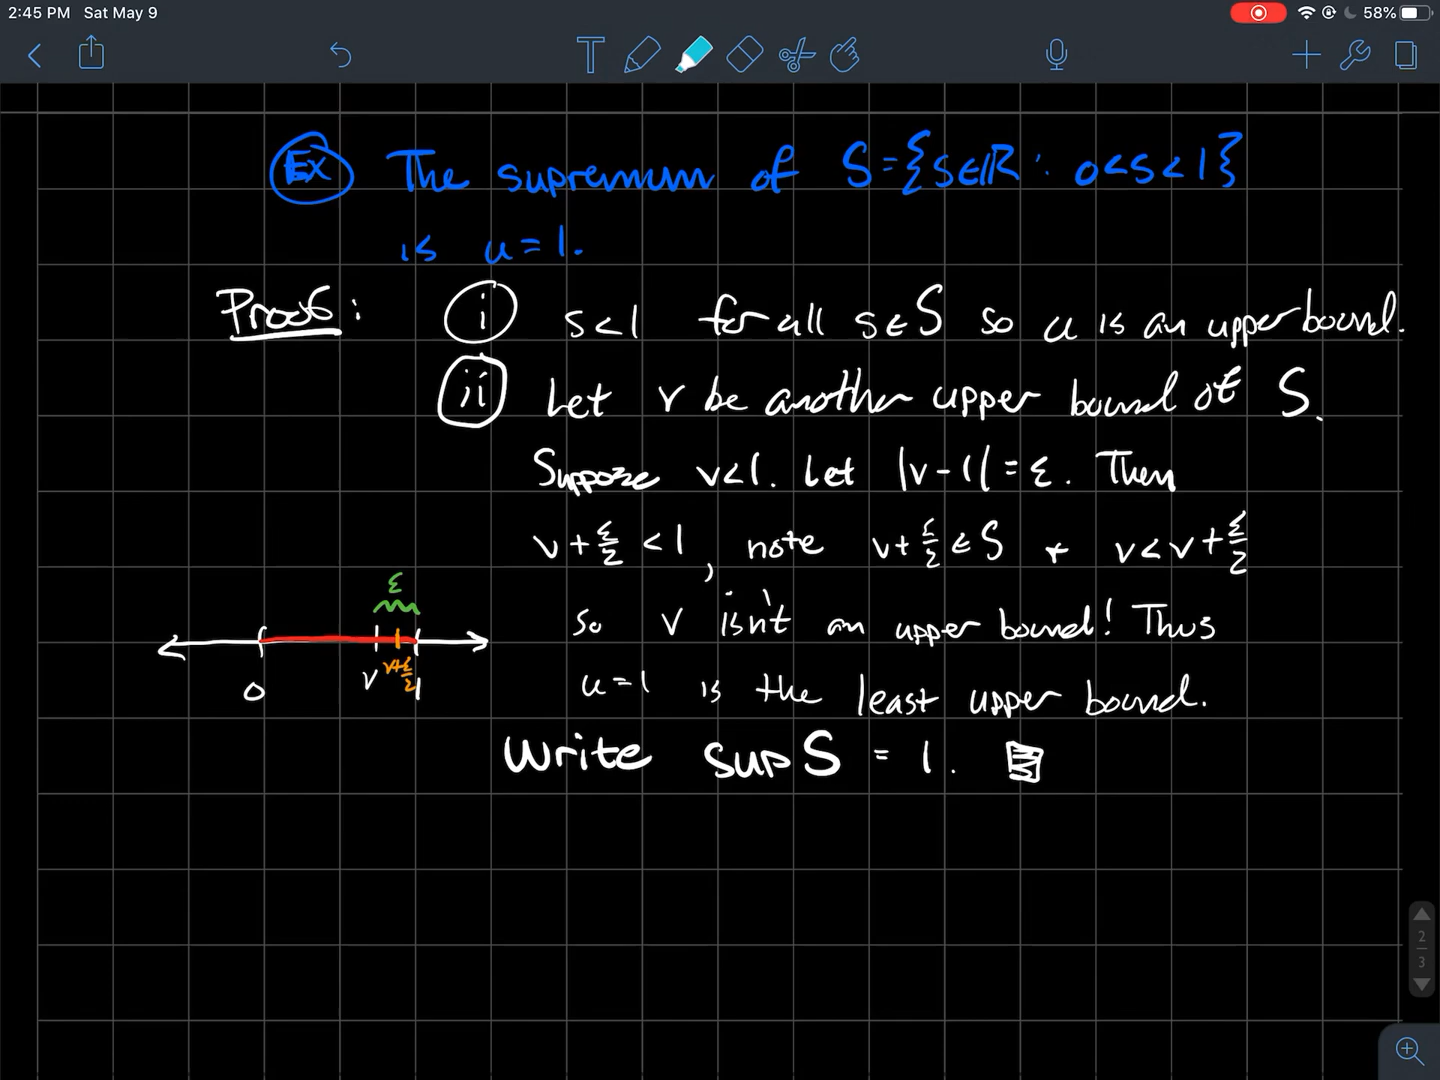 2:45 PM Sat May 9 58%
T
Ex The supremum of S={s∈ℝ : 0<s<1}
is u=1.
Proof: i s<1 for all s∈S so u is an upper bound.
ii Let v be another upper bound of S.
Suppose v<1. Let |v-1|=ε. Then
v+ε/2 <1, note v+ε/2 ∈S + v<v+ε/2
so v isn't an upper bound! Thus
u=1 is the least upper bound.
Write sup S = 1.
ε
0 v v+ε/2 1
2
3